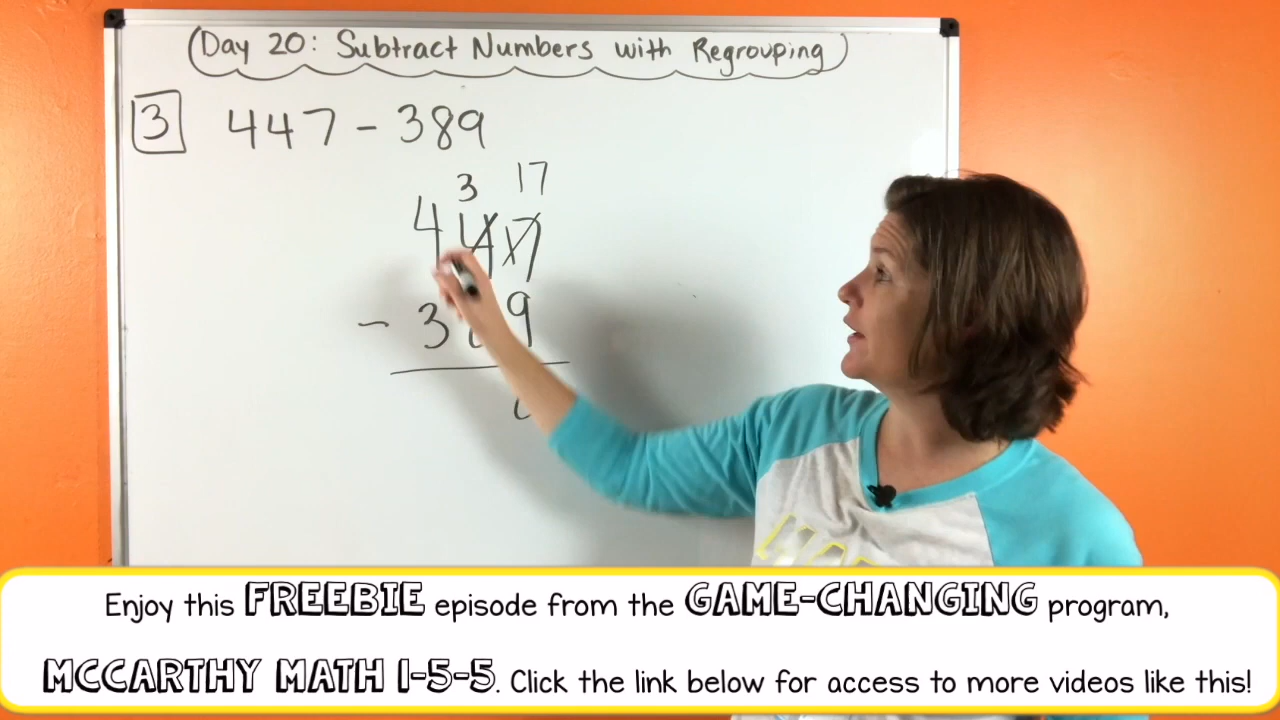 Day 20: Subtract Numbers with Regrouping
3 447 - 389
3 17
4 4 7
- 3 9
Enjoy this FREEBIE episode from the GAME-CHANGING program,
MCCARTHY MATH 1-5-5. Click the link below for access to more videos like this!